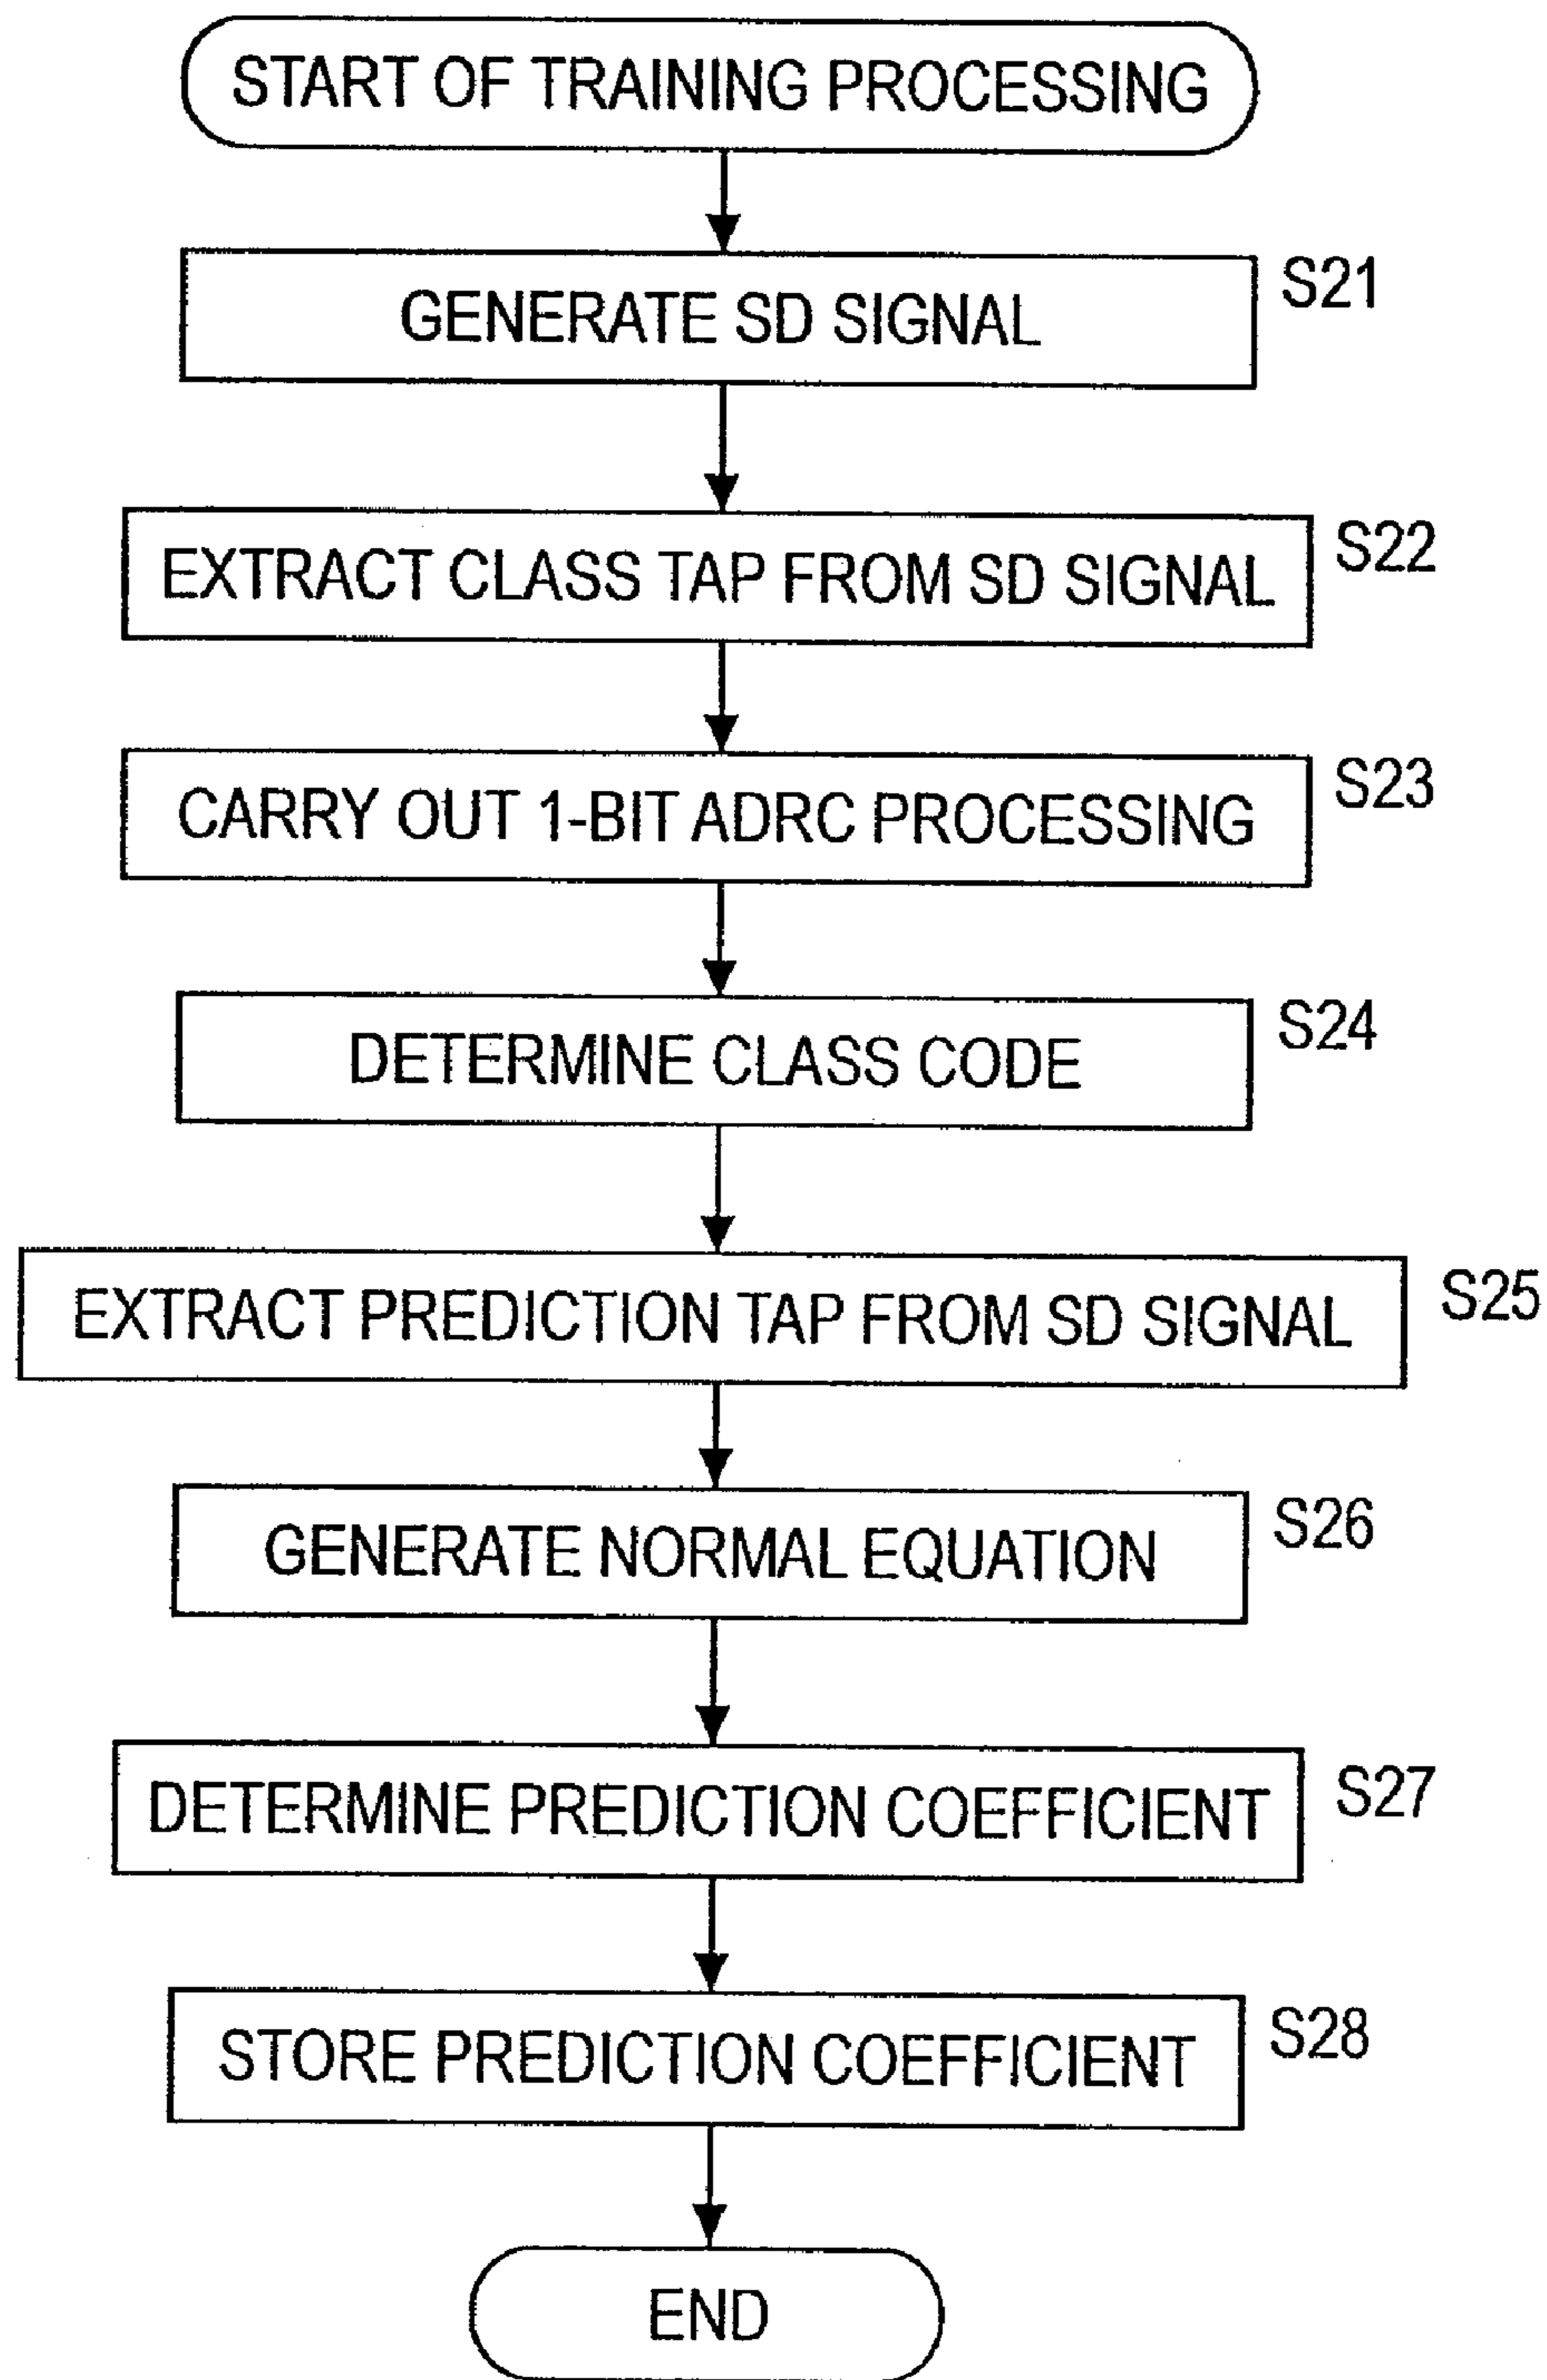 START OF TRAINING PROCESSING
GENERATE SD SIGNAL
S21
EXTRACT CLASS TAP FROM SD SIGNAL
S22
CARRY OUT 1-BIT ADRC PROCESSING
S23
DETERMINE CLASS CODE
S24
EXTRACT PREDICTION TAP FROM SD SIGNAL
S25
GENERATE NORMAL EQUATION
S26
DETERMINE PREDICTION COEFFICIENT
S27
STORE PREDICTION COEFFICIENT
S28
END